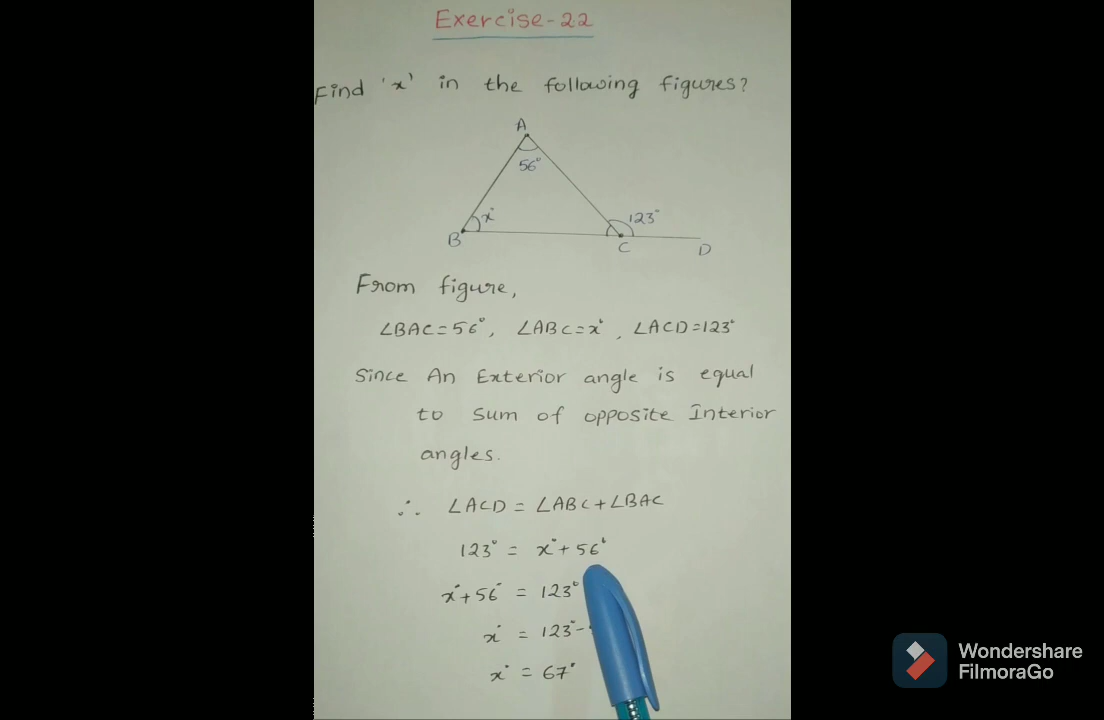 Exercise-22
Find 'x' in the following figures?
A
56°
x°
123°
B
C
D
From figure,
∠BAC=56°, ∠ABC=x°, ∠ACD=123°
Since An Exterior angle is equal
to sum of opposite Interior
angles.
∴ ∠ACD = ∠ABC+∠BAC
123° = x°+56°
x°+56° = 123°
x° = 123°-
x° = 67°
Wondershare
FilmoraGo